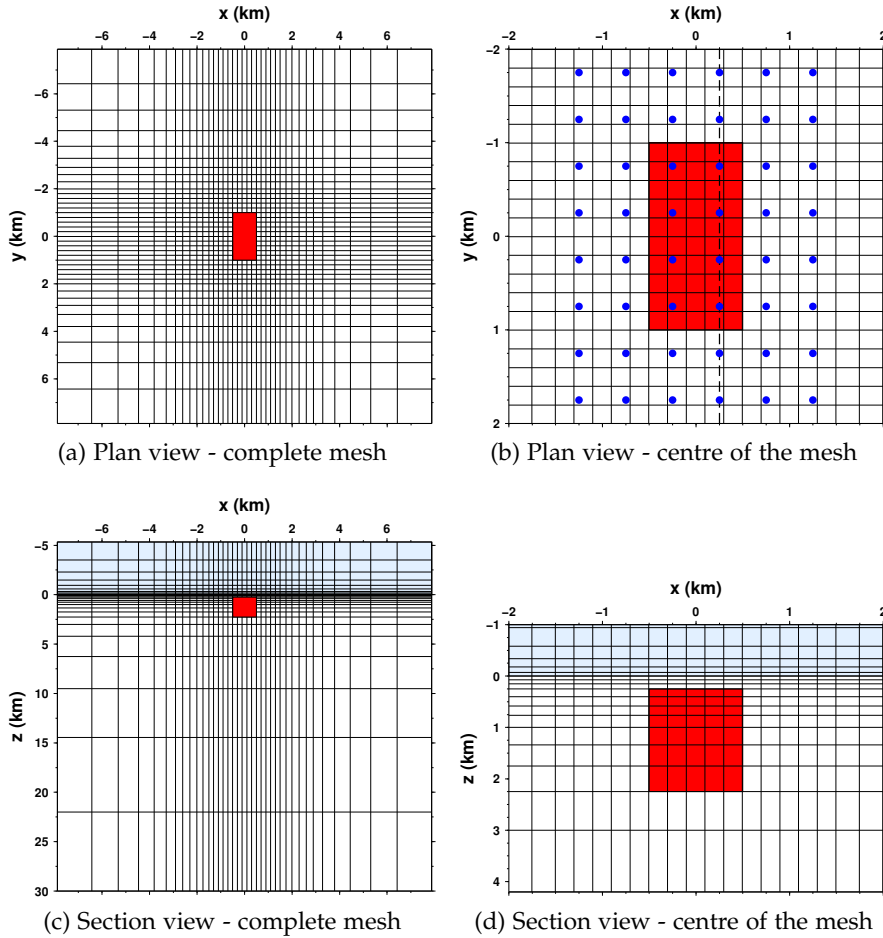 x (km)
−6 −4 −2 0 2 4 6
−6
−4
−2
0
2
4
6
y (km)
(a) Plan view - complete mesh
x (km)
−2 −1 0 1 2
−2
−1
0
1
2
y (km)
(b) Plan view - centre of the mesh
x (km)
−6 −4 −2 0 2 4 6
−5
0
5
10
15
20
25
30
z (km)
(c) Section view - complete mesh
x (km)
−2 −1 0 1 2
−1
0
1
2
3
4
z (km)
(d) Section view - centre of the mesh